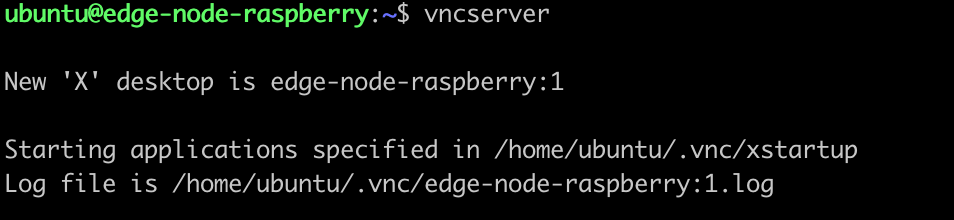 ubuntu@edge-node-raspberry:~$ vncserver
New 'X' desktop is edge-node-raspberry:1
Starting applications specified in /home/ubuntu/.vnc/xstartup
Log file is /home/ubuntu/.vnc/edge-node-raspberry:1.log